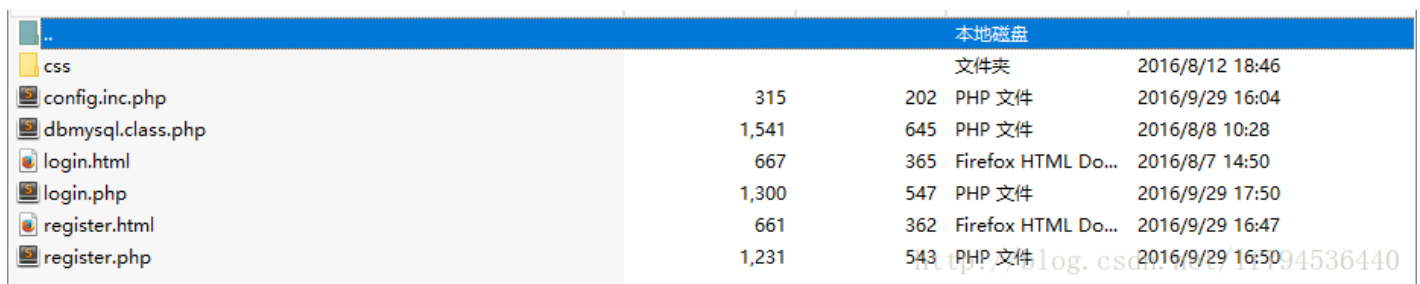 .. 本地磁盘
css 文件夹 2016/8/12 18:46
config.inc.php 315 202 PHP 文件 2016/9/29 16:04
dbmysql.class.php 1,541 645 PHP 文件 2016/8/8 10:28
login.html 667 365 Firefox HTML Do... 2016/8/7 14:50
login.php 1,300 547 PHP 文件 2016/9/29 17:50
register.html 661 362 Firefox HTML Do... 2016/9/29 16:47
register.php 1,231 543 PHP 文件 2016/9/29 16:50